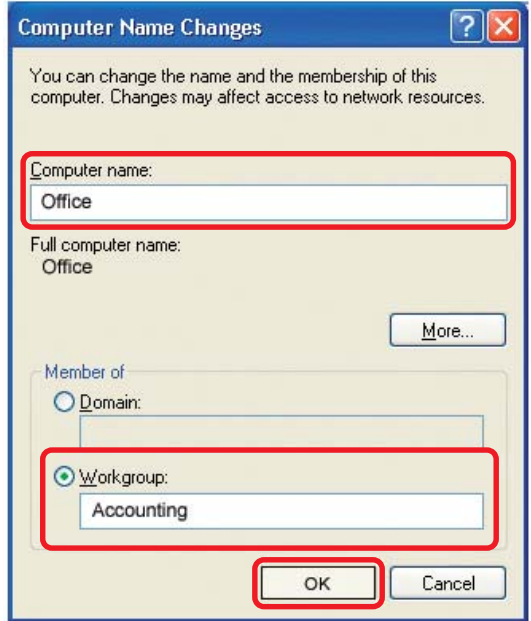 Computer Name Changes
You can change the name and the membership of this
computer. Changes may affect access to network resources.
Computer name:
Office
Full computer name:
Office
More...
Member of
Domain:
Workgroup:
Accounting
OK Cancel